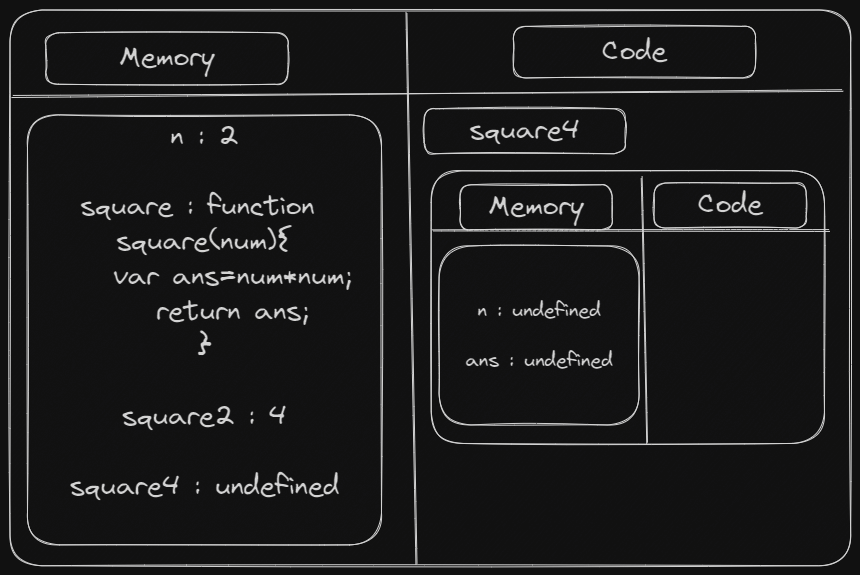 Memory
n : 2
square : function
square(num){
var ans=num*num;
return ans;
}
square2 : 4
square4 : undefined
Code
square4
Memory
Code
n : undefined
ans : undefined